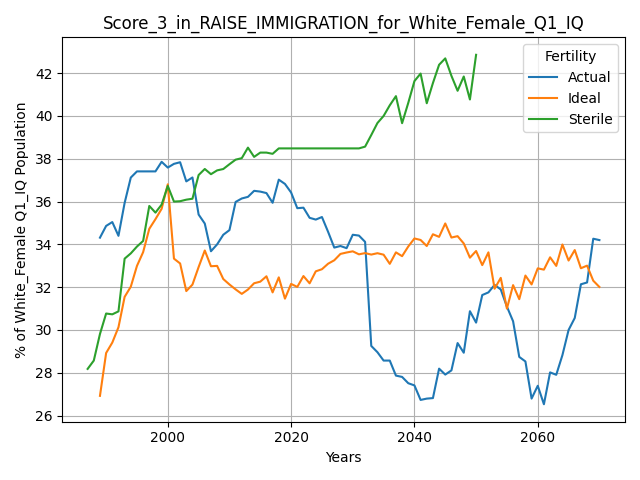 Score_3_in_RAISE_IMMIGRATION_for_White_Female_Q1_IQ
% of White_Female Q1_IQ Population
42
40
38
36
34
32
30
28
26
Fertility
Actual
Ideal
Sterile
2000
2020
2040
2060
Years